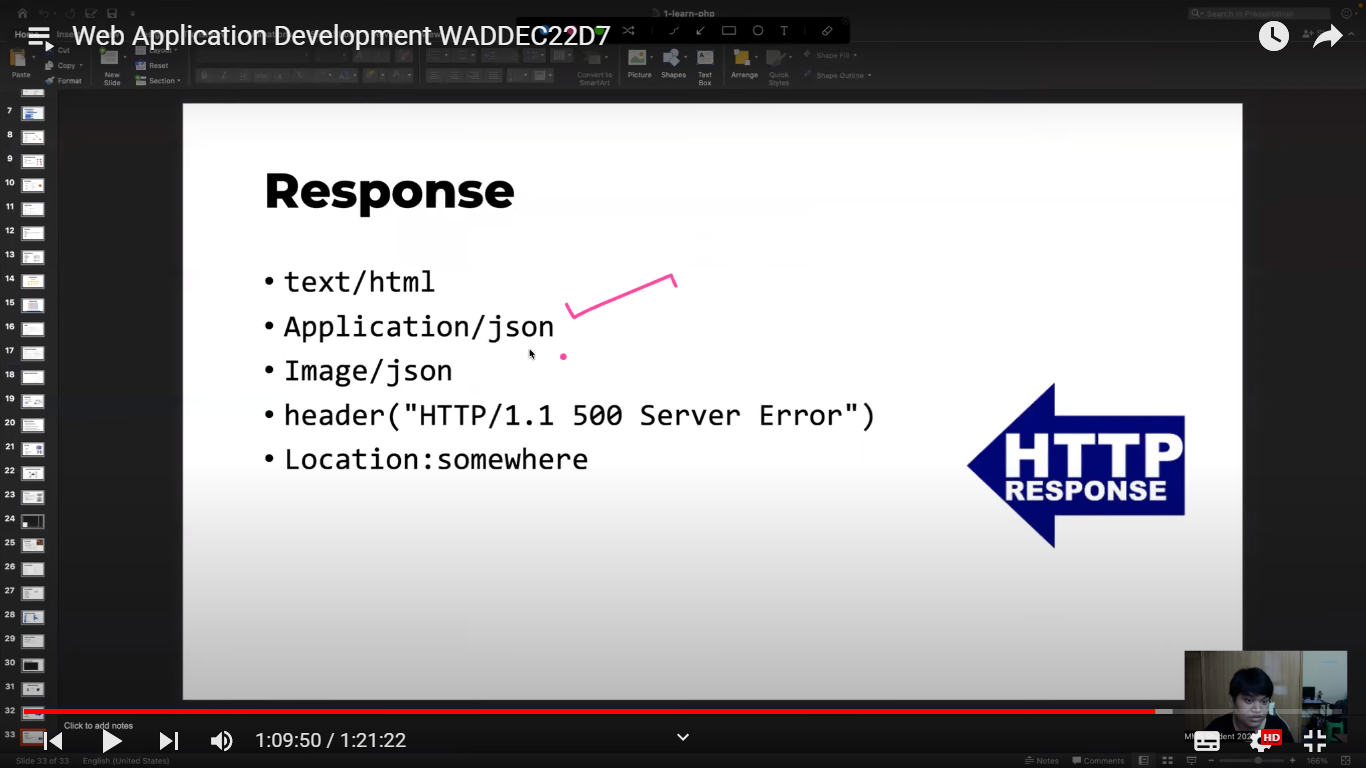 1-learn-php
Search in Presentation
Web Application Development WADDEC22D7
Cut
Copy
Format
Paste
New
Slide
Layout
Reset
Section
Convert to
SmartArt
Picture
Shapes
Text
Box
Arrange
Quick
Styles
Shape Fill
Shape Outline
7
8
9
10
11
12
13
14
15
16
17
18
19
20
21
22
23
24
25
26
27
28
29
30
31
32
33
Response
• text/html
• Application/json
• Image/json
• header("HTTP/1.1 500 Server Error")
• Location:somewhere
HTTP
RESPONSE
Click to add notes
1:09:50 / 1:21:22
HD
Slide 33 of 33
English (United States)
Notes
Comments
166%